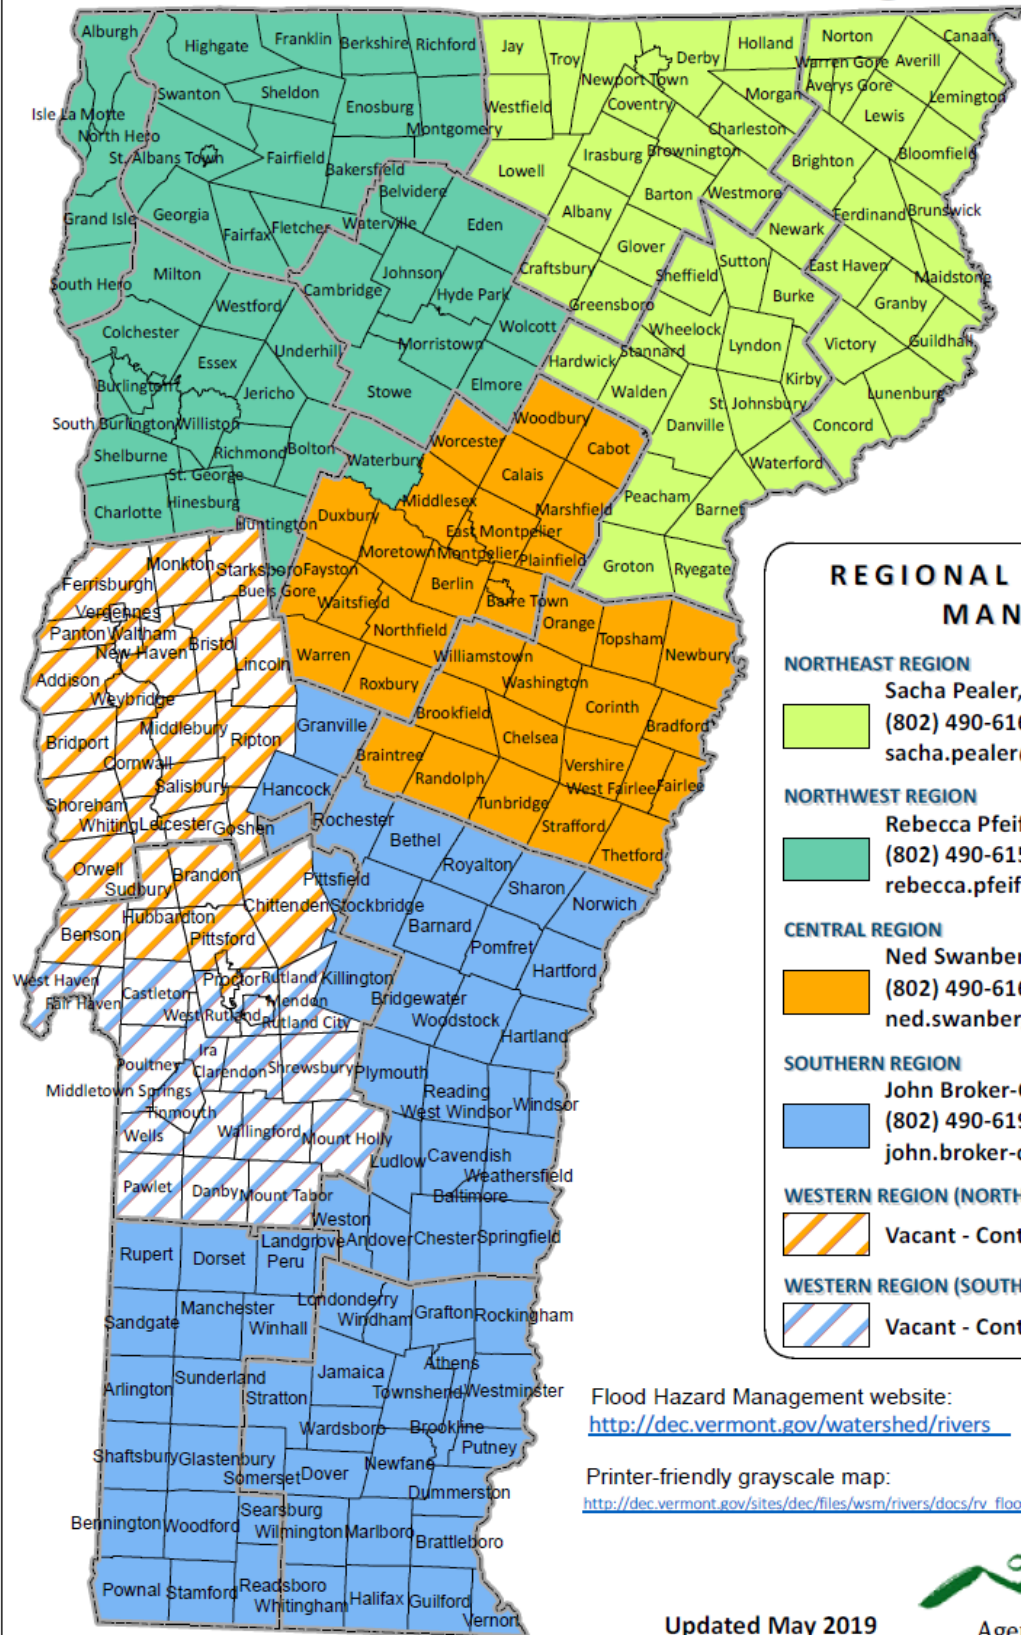 Alburgh
Highgate
Franklin
Berkshire
Richford
Jay
Troy
Derby
Holland
Norton
Canaan
Warren Gore
Averill
Newport Town
Averys Gore
Swanton
Sheldon
Enosburg
Westfield
Coventry
Morgan
Lewis
Lemington
Isle La Motte
North Hero
Montgomery
Charleston
St. Albans Town
Fairfield
Bakersfield
Lowell
Irasburg
Brownington
Brighton
Bloomfield
Belvidere
Barton
Westmore
Grand Isle
Georgia
Fairfax
Fletcher
Waterville
Eden
Albany
Newark
Ferdinand
Brunswick
Glover
South Hero
Milton
Cambridge
Johnson
Craftsbury
Sheffield
Sutton
East Haven
Maidstone
Westford
Hyde Park
Greensboro
Burke
Granby
Colchester
Wolcott
Wheelock
Essex
Underhill
Morristown
Hardwick
Stannard
Lyndon
Victory
Guildhall
Burlington
Jericho
Stowe
Elmore
Walden
Kirby
Lunenburg
South Burlington
Williston
Woodbury
St. Johnsbury
Danville
Concord
Shelburne
Richmond
Bolton
Waterbury
Worcester
Cabot
Waterford
St. George
Calais
Charlotte
Hinesburg
Huntington
Duxbury
Middlesex
Marshfield
Peacham
Barnet
East Montpelier
Moretown
Montpelier
Plainfield
Groton
Ryegate
Ferrisburgh
Monkton
Starksboro
Fayston
Buels Gore
Berlin
Waitsfield
Barre Town
Vergennes
Orange
Topsham
Panton
Waltham
Bristol
Northfield
New Haven
Lincoln
Warren
Williamstown
Newbury
Addison
Weybridge
Roxbury
Washington
Corinth
Bridport
Middlebury
Ripton
Granville
Brookfield
Chelsea
Bradford
Cornwall
Braintree
Vershire
Salisbury
Hancock
Randolph
West Fairlee
Fairlee
Shoreham
Whiting
Leicester
Goshen
Rochester
Tunbridge
Strafford
Bethel
Thetford
Orwell
Sudbury
Brandon
Pittsfield
Royalton
Sharon
Chittenden
Stockbridge
Norwich
Hubbardton
Benson
Pittsford
Barnard
Pomfret
West Haven
Fair Haven
Castleton
Proctor
Rutland
Killington
Hartford
Mendon
Bridgewater
West Rutland
Rutland City
Woodstock
Hartland
Ira
Poultney
Clarendon
Shrewsbury
Plymouth
Middletown Springs
Reading
Tinmouth
West Windsor
Windsor
Wells
Wallingford
Mount Holly
Ludlow
Cavendish
Weathersfield
Pawlet
Danby
Mount Tabor
Baltimore
Weston
Rupert
Dorset
Landgrove
Andover
Chester
Springfield
Peru
Londonderry
Sandgate
Manchester
Winhall
Windham
Grafton
Rockingham
Arlington
Sunderland
Stratton
Jamaica
Athens
Townshend
Westminster
Wardsboro
Brookline
Shaftsbury
Glastenbury
Somerset
Dover
Newfane
Putney
Dummerston
Bennington
Woodford
Searsburg
Wilmington
Marlboro
Brattleboro
Pownal
Stamford
Readsboro
Whitingham
Halifax
Guilford
Vernon
REGIONAL
MAN
NORTHEAST REGION
Sacha Pealer,
(802) 490-616
sacha.pealer
NORTHWEST REGION
Rebecca Pfeif
(802) 490-615
rebecca.pfeif
CENTRAL REGION
Ned Swanber
(802) 490-616
ned.swanber
SOUTHERN REGION
John Broker-
(802) 490-619
john.broker-c
WESTERN REGION (NORTH
Vacant - Cont
WESTERN REGION (SOUTH
Vacant - Cont
Flood Hazard Management website:
http://dec.vermont.gov/watershed/rivers
Printer-friendly grayscale map:
http://dec.vermont.gov/sites/dec/files/wsm/rivers/docs/rv_floo
Updated May 2019
Age